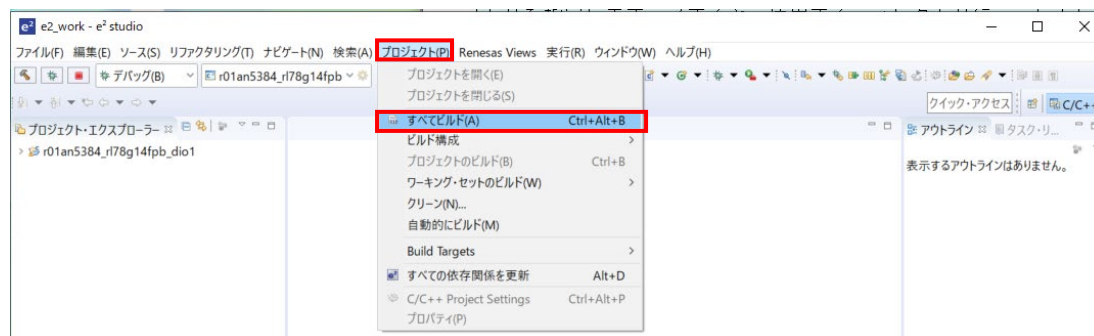 e² e2_work - e² studio
ファイル(F) 編集(E) ソース(S) リファクタリング(T) ナビゲート(N) 検索(A) プロジェクト(P) Renesas Views 実行(R) ウィンドウ(W) ヘルプ(H)
デバッグ(B) r01an5384_rl78g14fpb
プロジェクトを開く(E)
プロジェクトを閉じる(S)
クイック・アクセス C/C+
すべてビルド(A) Ctrl+Alt+B
プロジェクト・エクスプローラー アウトライン タスク・リ...
ビルド構成
r01an5384_rl78g14fpb_dio1
プロジェクトのビルド(B) Ctrl+B
表示するアウトラインはありません。
ワーキング・セットのビルド(W)
クリーン(N)...
自動的にビルド(M)
Build Targets
すべての依存関係を更新 Alt+D
C/C++ Project Settings Ctrl+Alt+P
プロパティ(P)